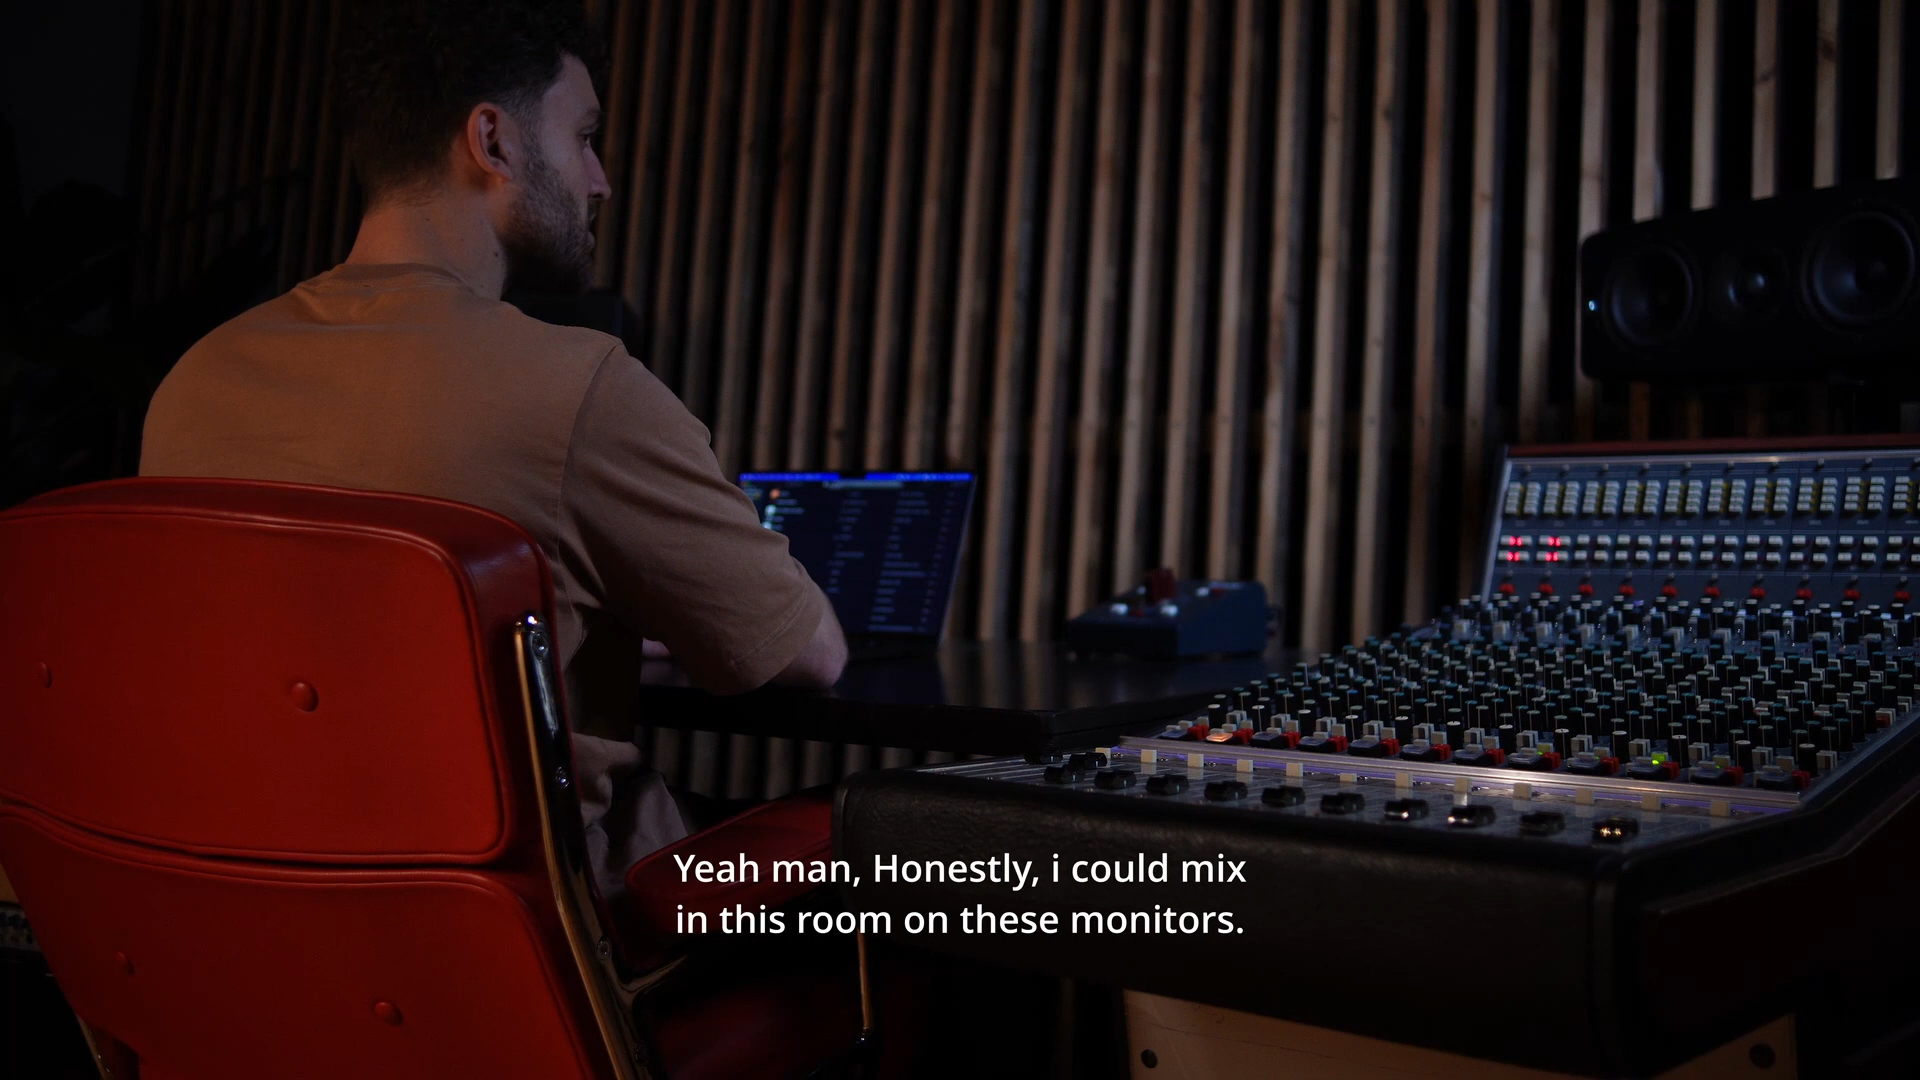 Yeah man, Honestly, i could mix
in this room on these monitors.